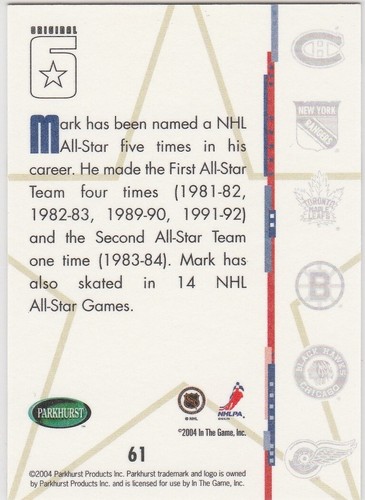 ORIGINAL
6
Mark has been named a NHL
All-Star five times in his
career. He made the First All-Star
Team four times (1981-82,
1982-83, 1989-90, 1991-92)
and the Second All-Star Team
one time (1983-84). Mark has
also skated in 14 NHL
All-Star Games.
NEW YORK
RANGERS
TORONTO
MAPLE
LEAFS
B
BLACK HAWKS
CHICAGO
PARKHURST
NHL
© NHL
NHLPA
©2004 In The Game, Inc.
61
©2004 Parkhurst Products Inc. Parkhurst trademark and logo is owned
by Parkhurst Products Inc. and is licensed for use by In The Game, Inc.